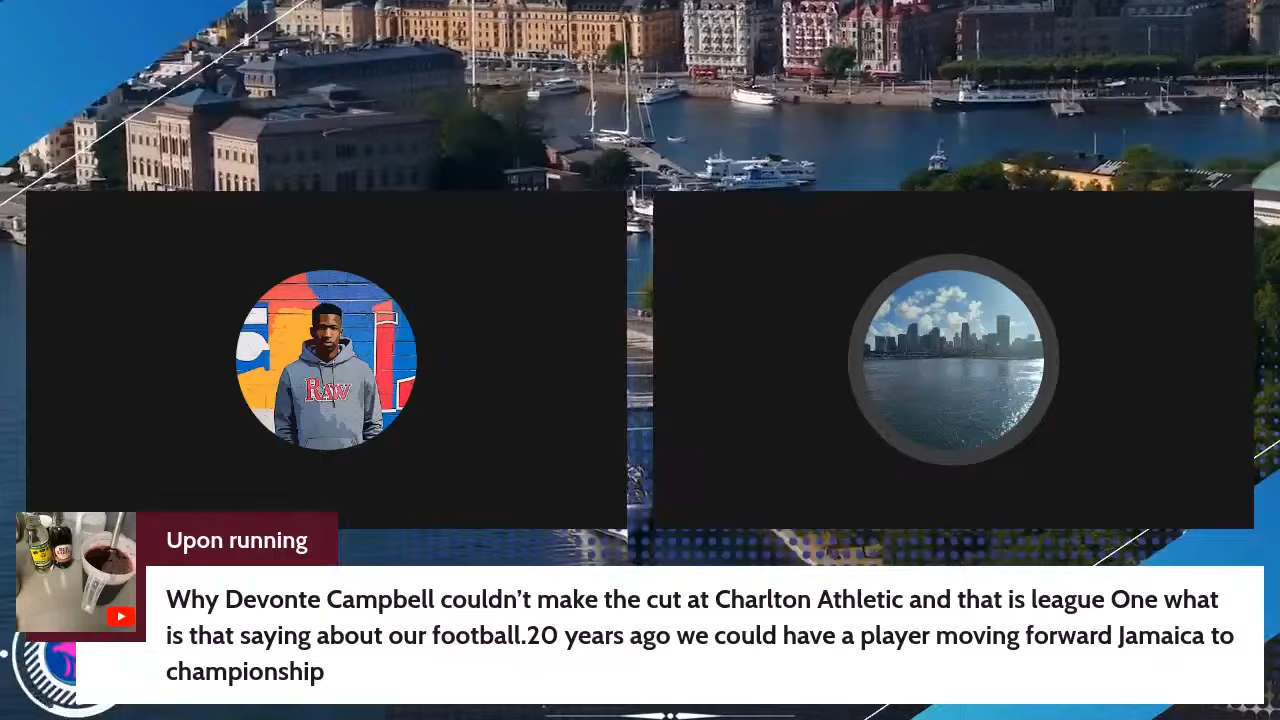 RAW
Upon running
Why Devonte Campbell couldn't make the cut at Charlton Athletic and that is league One what
is that saying about our football.20 years ago we could have a player moving forward Jamaica to
championship